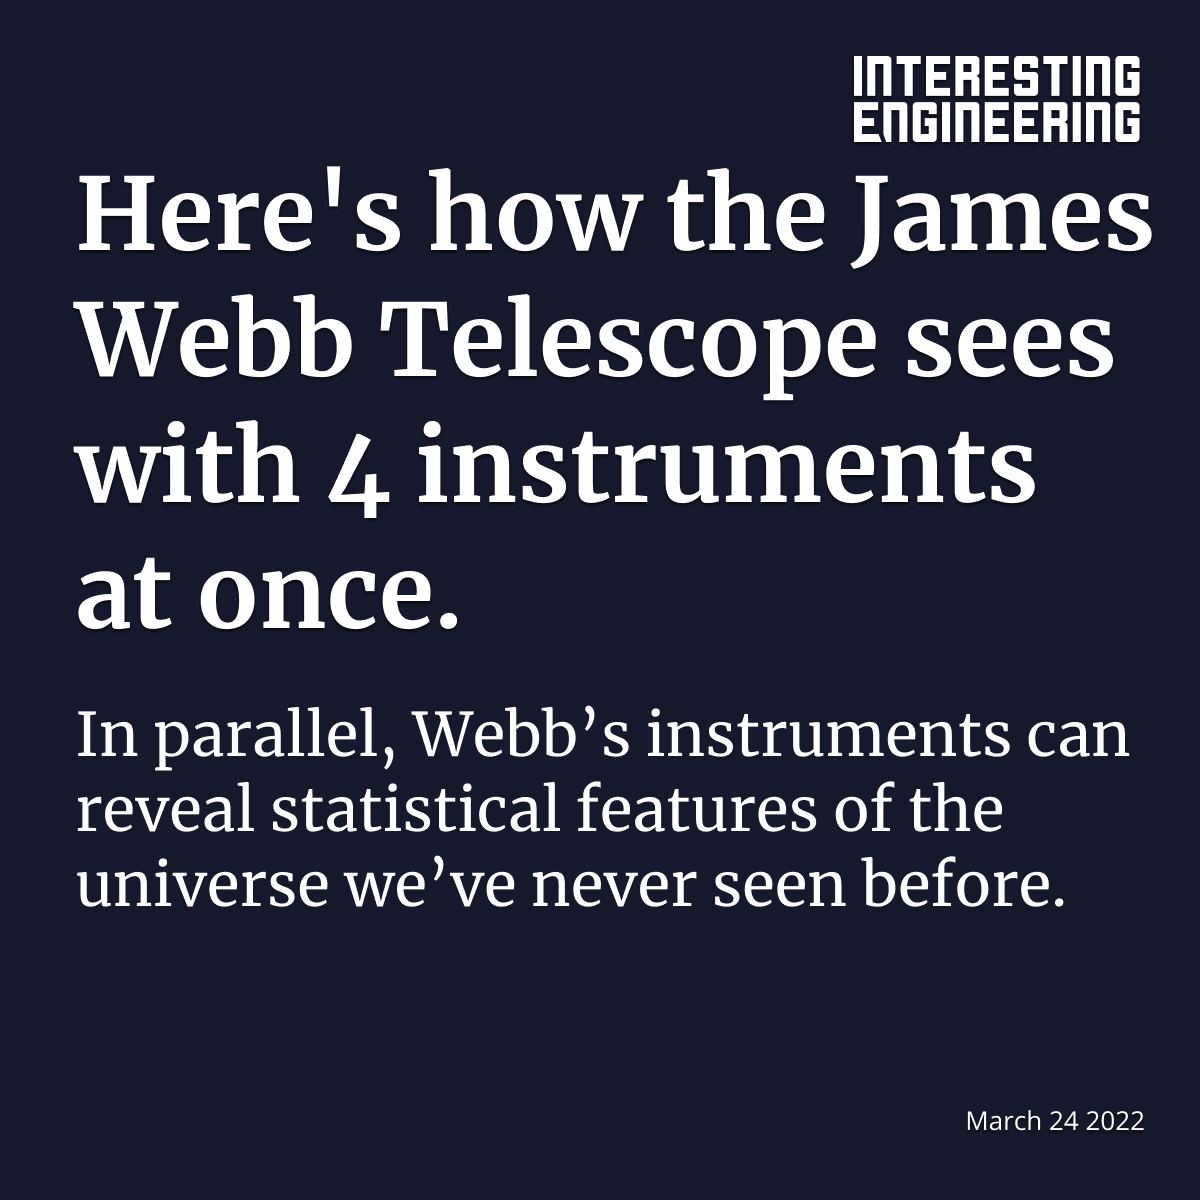 INTERESTING
ENGINEERING
Here's how the James
Webb Telescope sees
with 4 instruments
at once.
In parallel, Webb’s instruments can
reveal statistical features of the
universe we’ve never seen before.
March 24 2022